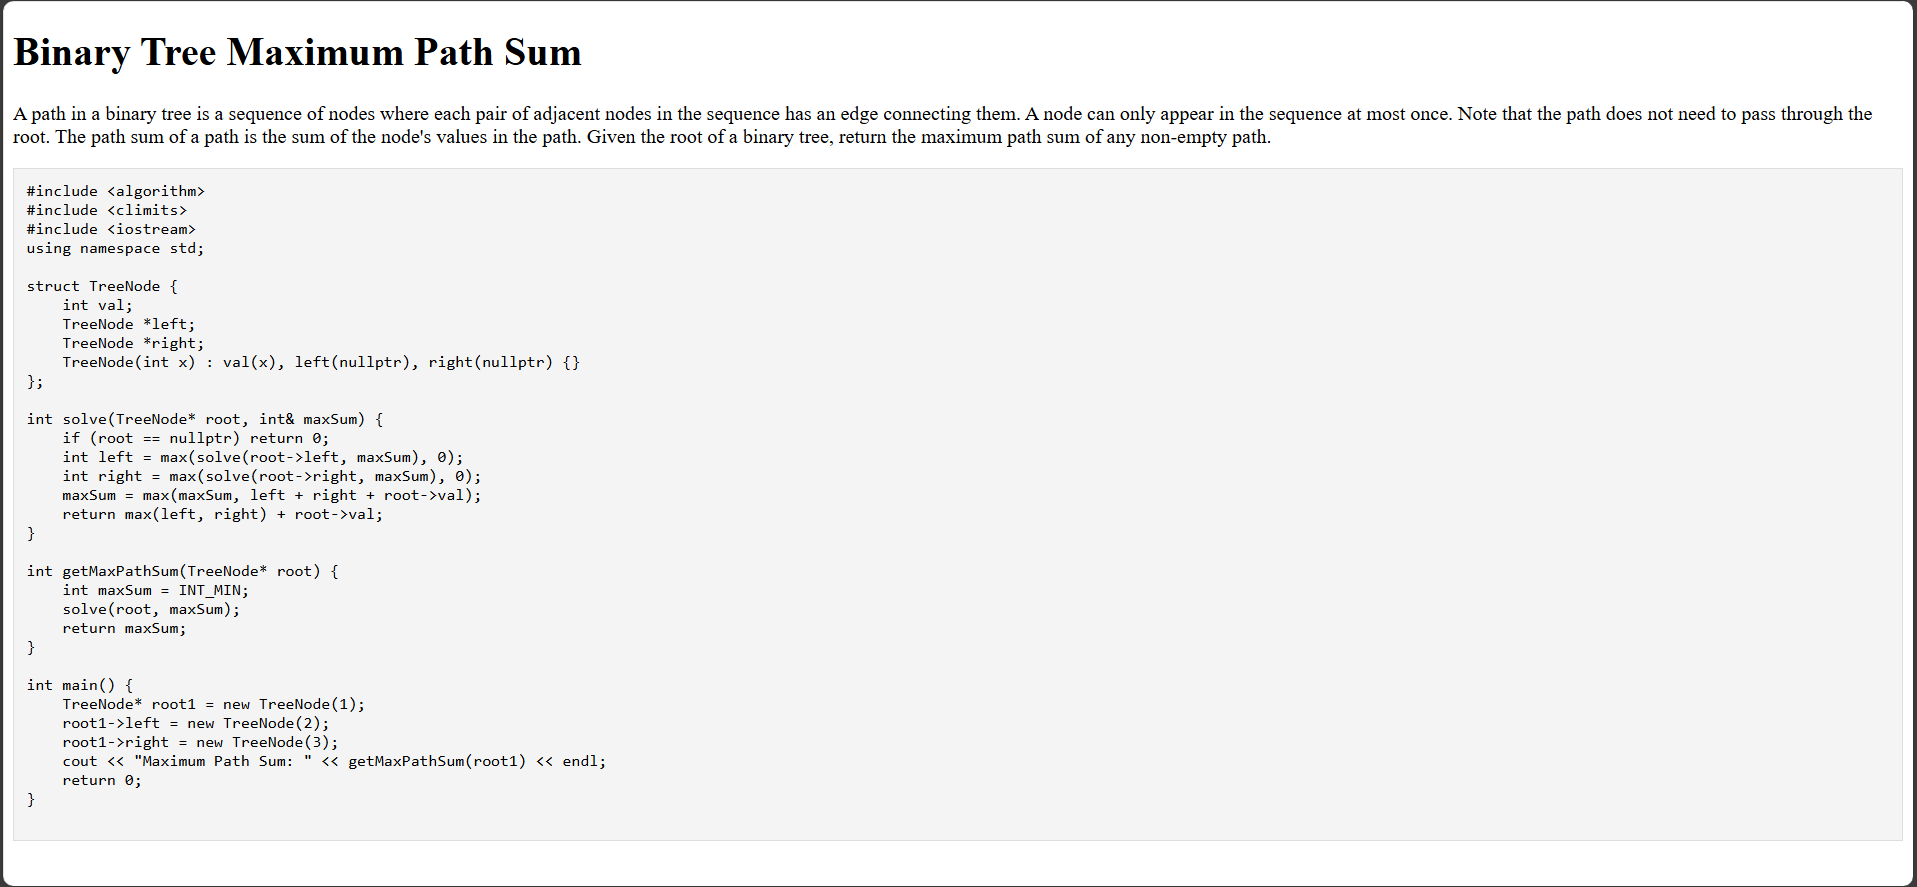 Binary Tree Maximum Path Sum
A path in a binary tree is a sequence of nodes where each pair of adjacent nodes in the sequence has an edge connecting them. A node can only appear in the sequence at most once. Note that the path does not need to pass through the
root. The path sum of a path is the sum of the node's values in the path. Given the root of a binary tree, return the maximum path sum of any non-empty path.
#include <algorithm>
#include <climits>
#include <iostream>
using namespace std;

struct TreeNode {
    int val;
    TreeNode *left;
    TreeNode *right;
    TreeNode(int x) : val(x), left(nullptr), right(nullptr) {}
};

int solve(TreeNode* root, int& maxSum) {
    if (root == nullptr) return 0;
    int left = max(solve(root->left, maxSum), 0);
    int right = max(solve(root->right, maxSum), 0);
    maxSum = max(maxSum, left + right + root->val);
    return max(left, right) + root->val;
}

int getMaxPathSum(TreeNode* root) {
    int maxSum = INT_MIN;
    solve(root, maxSum);
    return maxSum;
}

int main() {
    TreeNode* root1 = new TreeNode(1);
    root1->left = new TreeNode(2);
    root1->right = new TreeNode(3);
    cout << "Maximum Path Sum: " << getMaxPathSum(root1) << endl;
    return 0;
}